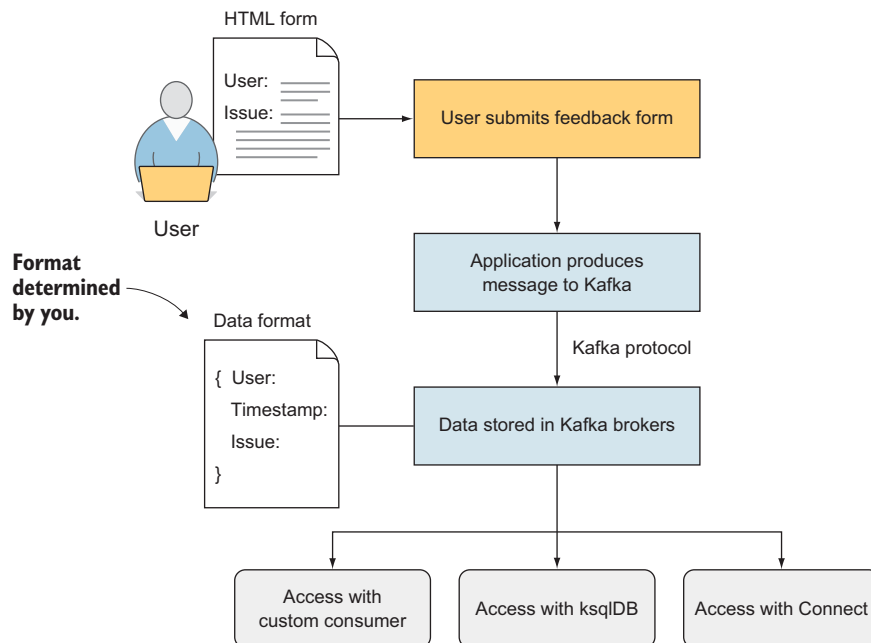 HTML form
User:
Issue:
User submits feedback form
User
Application produces
message to Kafka
Format
determined
by you.
Data format
Kafka protocol
{ User:
Timestamp:
Issue:
}
Data stored in Kafka brokers
Access with
custom consumer
Access with ksqlDB
Access with Connect